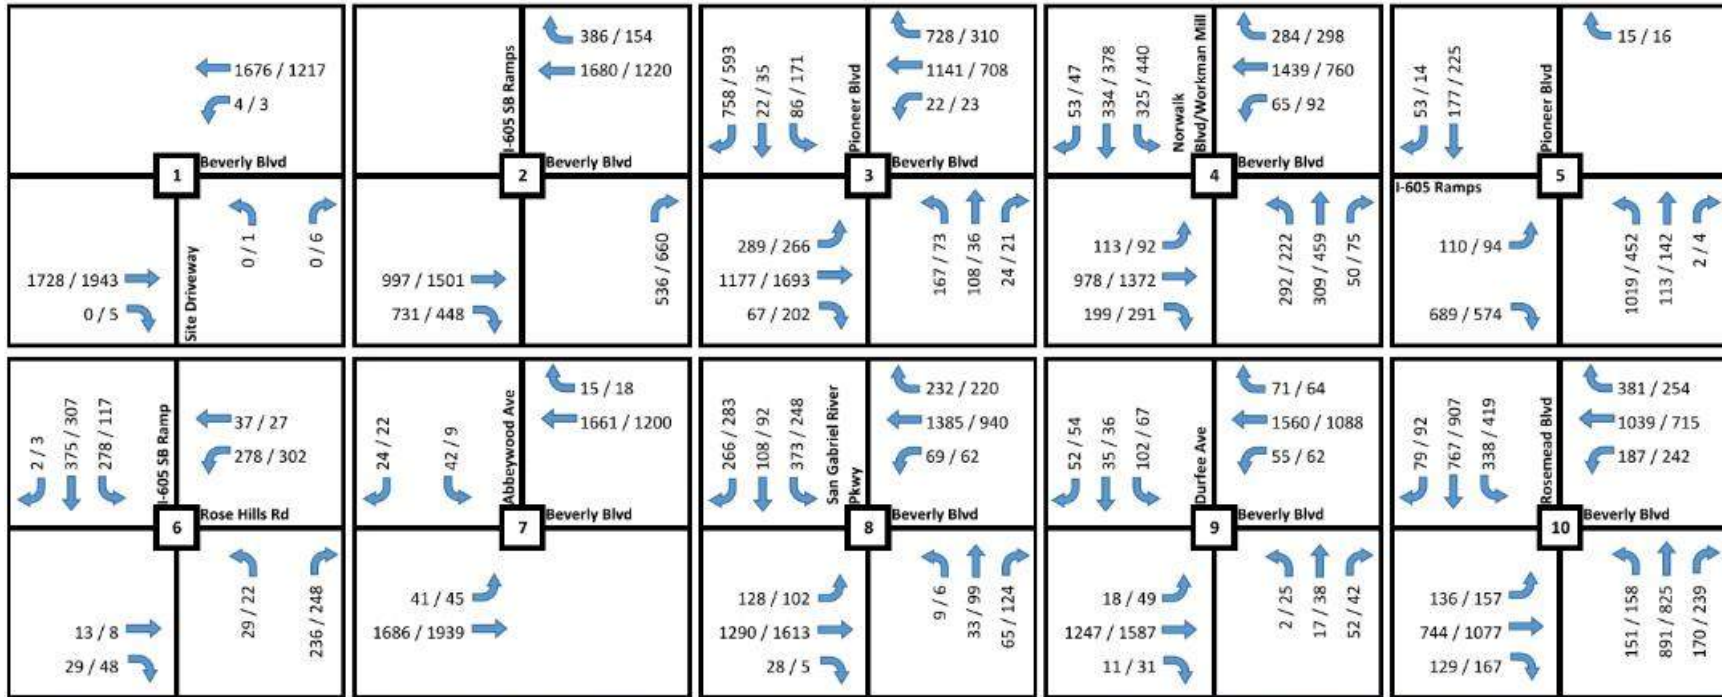 1676 / 1217
4 / 3
Beverly Blvd
1
1728 / 1943
0 / 5
Site Driveway
0 / 1
0 / 6
386 / 154
1680 / 1220
I-605 SB Ramps
Beverly Blvd
2
997 / 1501
731 / 448
536 / 660
758 / 593
22 / 35
86 / 171
Pioneer Blvd
728 / 310
1141 / 708
22 / 23
Beverly Blvd
3
289 / 266
1177 / 1693
67 / 202
167 / 73
108 / 36
24 / 21
53 / 47
334 / 378
325 / 440
Norwalk
Blvd/Workman Mill
284 / 298
1439 / 760
65 / 92
Beverly Blvd
4
113 / 92
978 / 1372
199 / 291
292 / 222
309 / 459
50 / 75
53 / 14
177 / 225
Pioneer Blvd
15 / 16
5
I-605 Ramps
110 / 94
689 / 574
1019 / 452
113 / 142
2 / 4
2 / 3
375 / 307
278 / 117
I-605 SB Ramp
37 / 27
278 / 302
Rose Hills Rd
6
13 / 8
29 / 48
29 / 22
236 / 248
24 / 22
42 / 9
Abbeywood Ave
15 / 18
1661 / 1200
Beverly Blvd
7
41 / 45
1686 / 1939
266 / 283
108 / 92
373 / 248
San Gabriel River
Pkwy
232 / 220
1385 / 940
69 / 62
Beverly Blvd
8
128 / 102
1290 / 1613
28 / 5
9 / 6
33 / 99
65 / 124
52 / 54
35 / 36
102 / 67
Durfee Ave
71 / 64
1560 / 1088
55 / 62
Beverly Blvd
9
18 / 49
1247 / 1587
11 / 31
2 / 25
17 / 38
52 / 42
79 / 92
767 / 907
338 / 419
Rosemead Blvd
381 / 254
1039 / 715
187 / 242
Beverly Blvd
10
136 / 157
744 / 1077
129 / 167
151 / 158
891 / 825
170 / 239